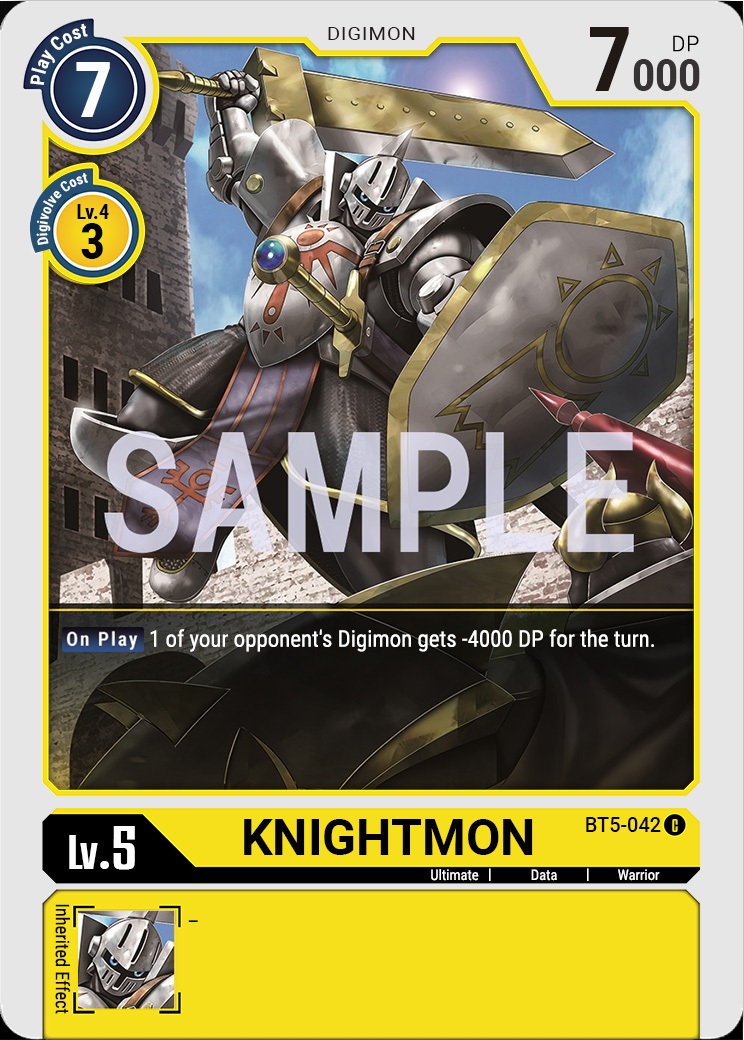 DIGIMON
Play Cost
7
7000
DP
Digivolve Cost
Lv.4
3
SAMPLE
On Play 1 of your opponent's Digimon gets -4000 DP for the turn.
Lv.5
KNIGHTMON
BT5-042 C
Ultimate | Data | Warrior
Inherited Effect
–